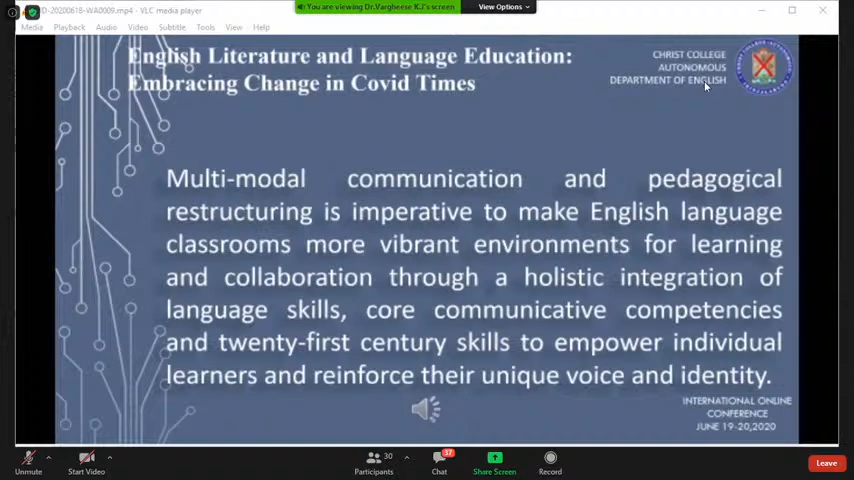 ID-20200618-WA0009.mp4 - VLC media player
You are viewing Dr.Vargheese K.J's screen
View Options
Media Playback Audio Video Subtitle Tools View Help
English Literature and Language Education:
Embracing Change in Covid Times
CHRIST COLLEGE
AUTONOMOUS
DEPARTMENT OF ENGLISH
Multi-modal communication and pedagogical
restructuring is imperative to make English language
classrooms more vibrant environments for learning
and collaboration through a holistic integration of
language skills, core communicative competencies
and twenty-first century skills to empower individual
learners and reinforce their unique voice and identity.
INTERNATIONAL ONLINE
CONFERENCE
JUNE 19-20,2020
Unmute
Start Video
30
Participants
37
Chat
Share Screen
Record
Leave